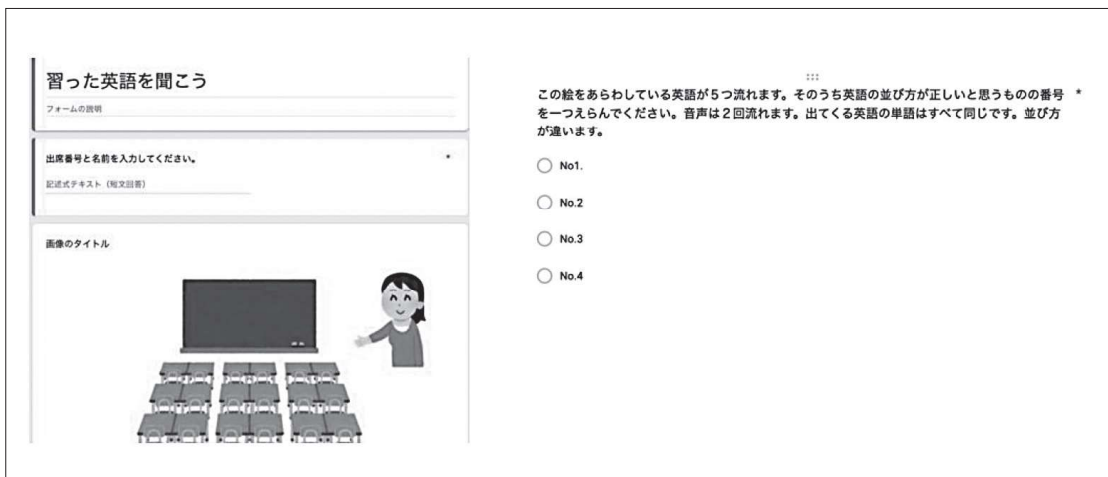 習った英語を聞こう
フォームの説明
出席番号と名前を入力してください。 *
記述式テキスト（短文回答）
画像のタイトル
この絵をあらわしている英語が５つ流れます。そのうち英語の並び方が正しいと思うものの番号 *
を一つえらんでください。音声は２回流れます。出てくる英語の単語はすべて同じです。並び方
が違います。
No1.
No.2
No.3
No.4